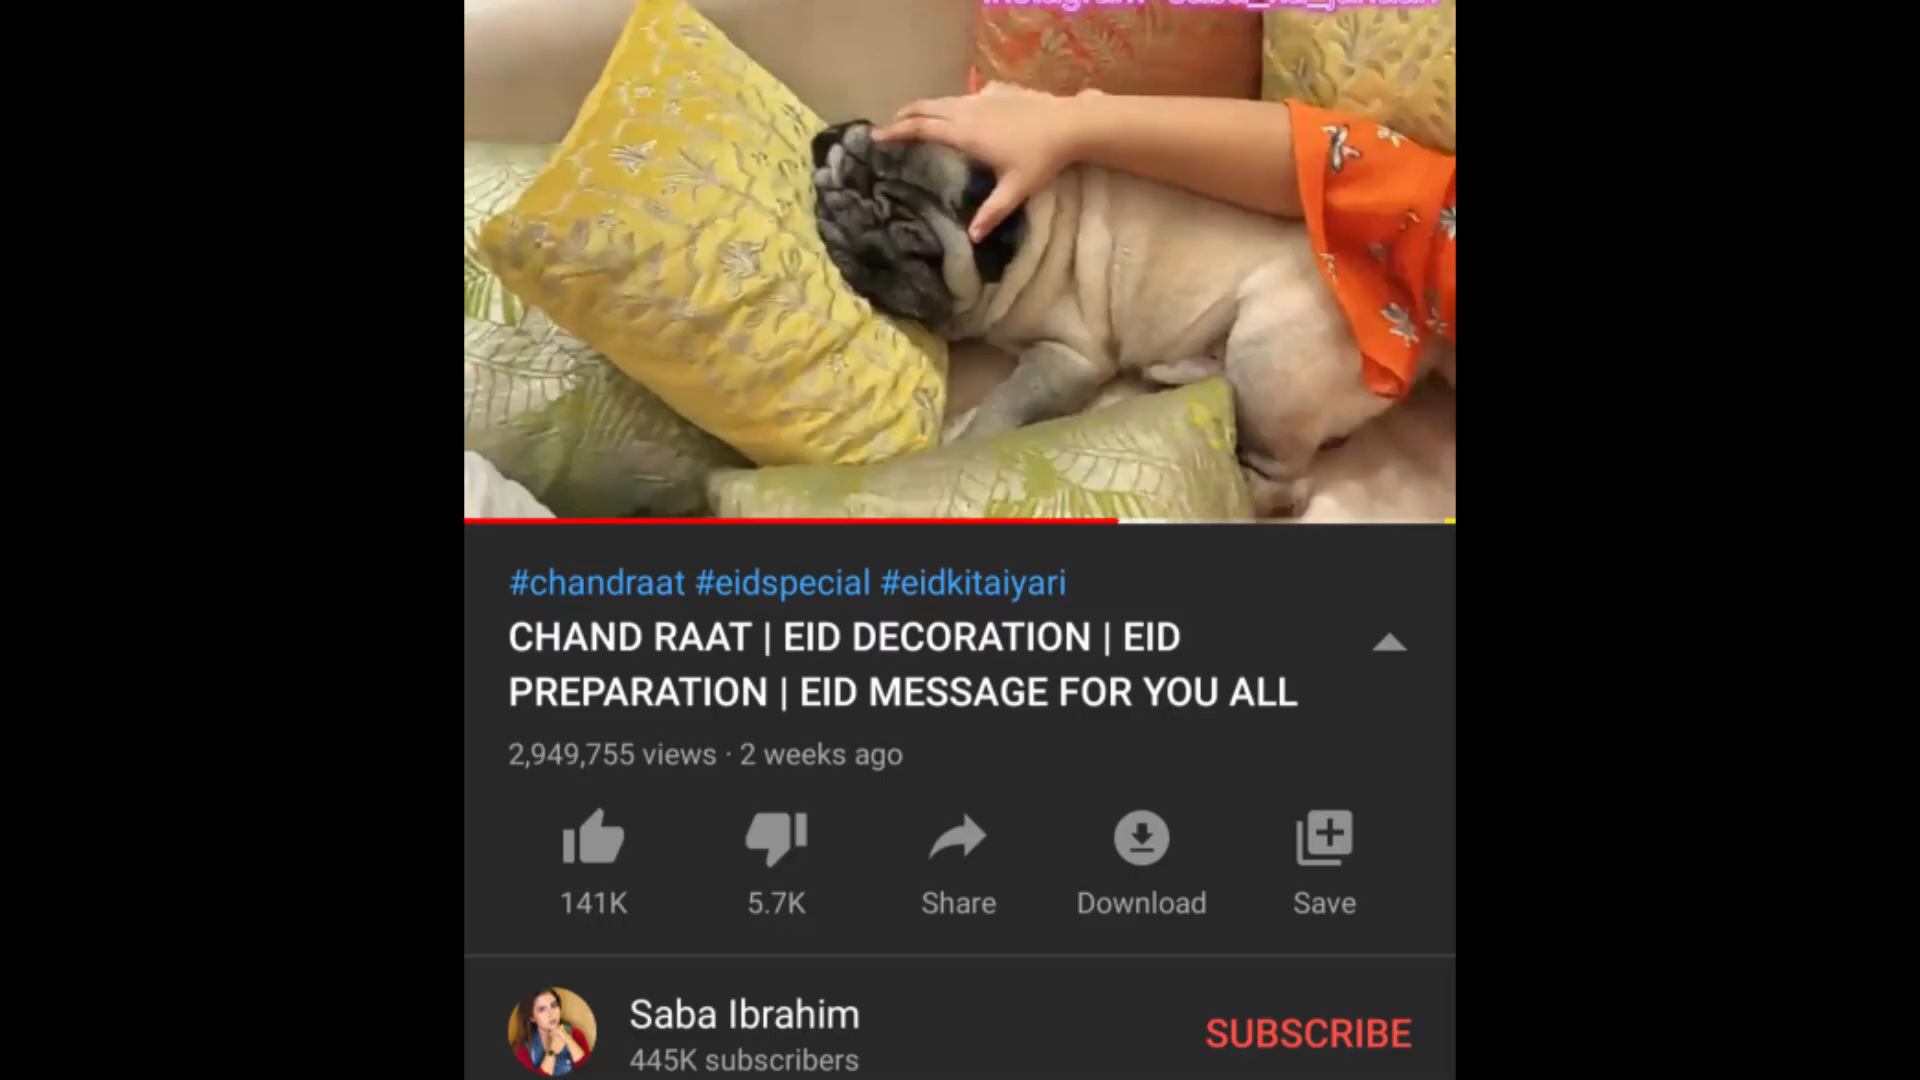 #chandraat #eidspecial #eidkitaiyari
CHAND RAAT | EID DECORATION | EID
PREPARATION | EID MESSAGE FOR YOU ALL
2,949,755 views · 2 weeks ago
141K
5.7K
Share
Download
Save
Saba Ibrahim
445K subscribers
SUBSCRIBE